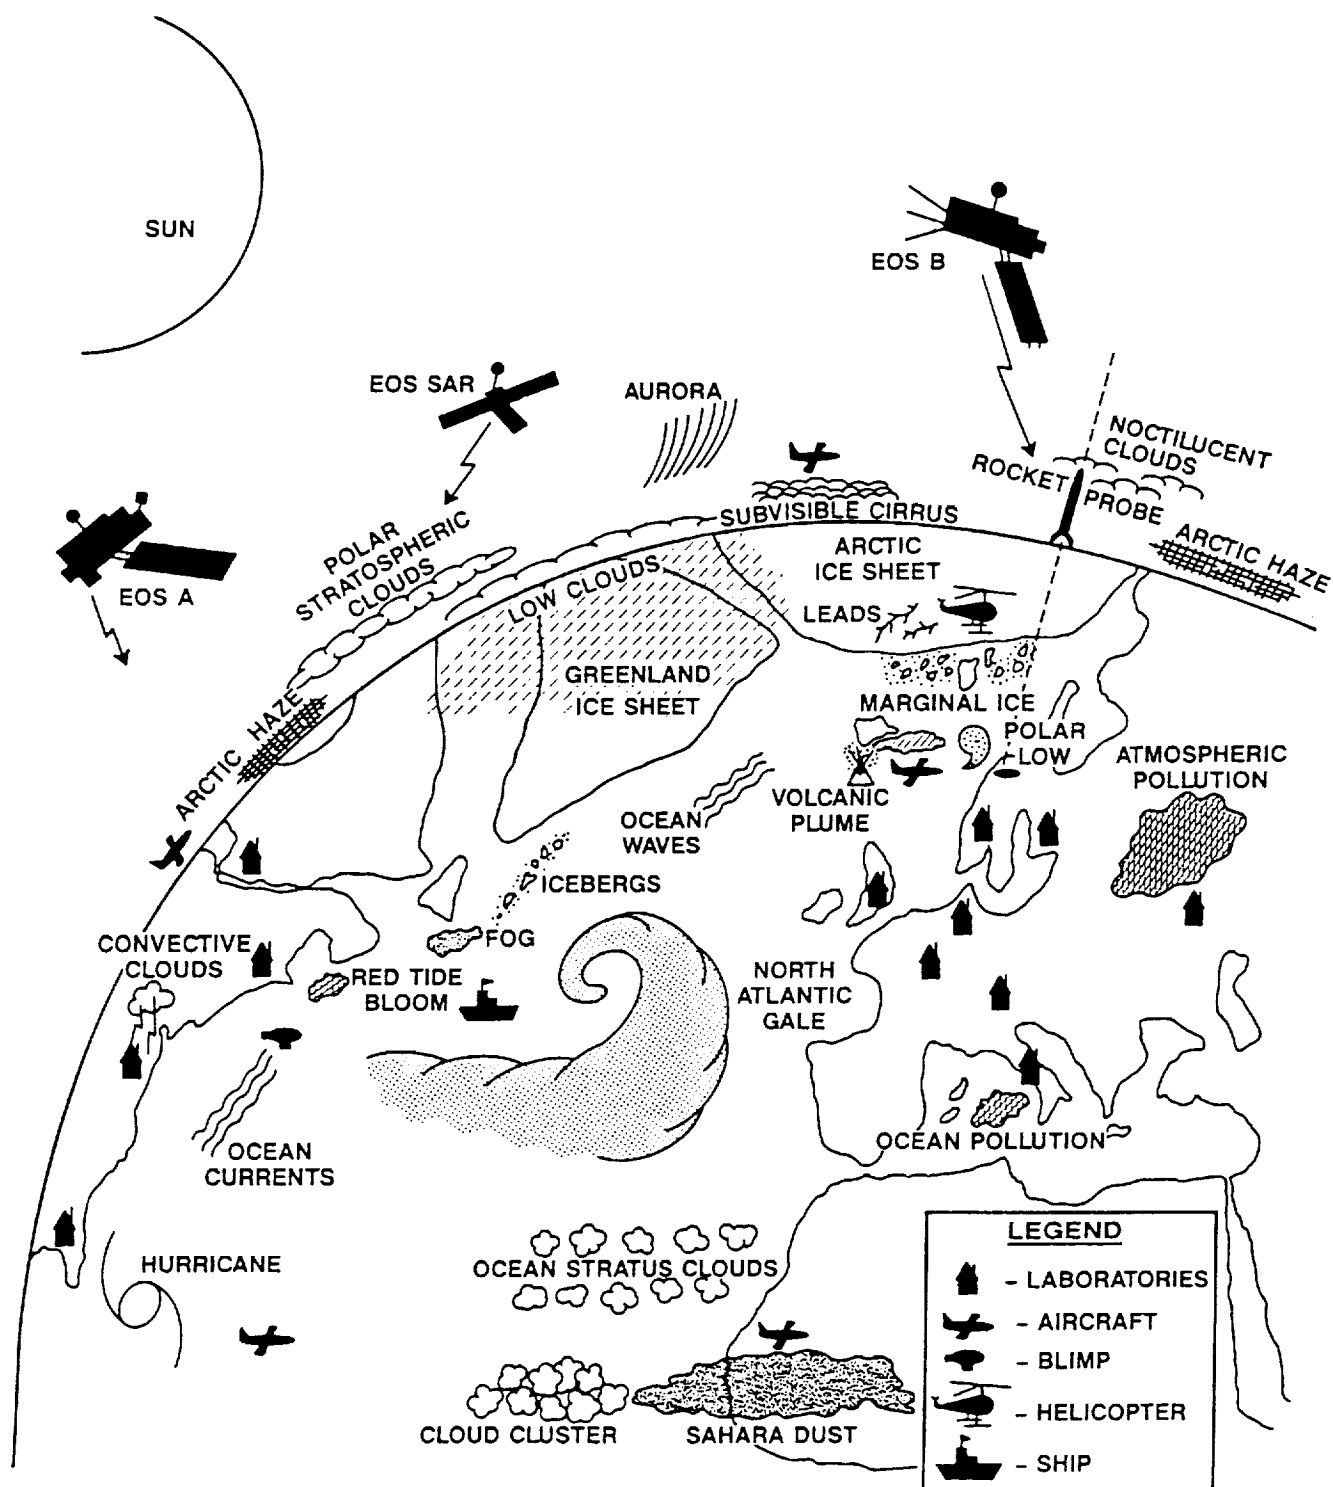 SUN
EOS B
EOS SAR
AURORA
NOCTILUCENT
CLOUDS
ROCKET
PROBE
EOS A
POLAR
STRATOSPHERIC
CLOUDS
SUBVISIBLE CIRRUS
ARCTIC HAZE
ARCTIC
ICE SHEET
LOW CLOUDS
LEADS
GREENLAND
ICE SHEET
MARGINAL ICE
ARCTIC HAZE
POLAR
LOW
ATMOSPHERIC
POLLUTION
VOLCANIC
PLUME
OCEAN
WAVES
ICEBERGS
FOG
CONVECTIVE
CLOUDS
RED TIDE
BLOOM
NORTH
ATLANTIC
GALE
OCEAN POLLUTION
OCEAN
CURRENTS
HURRICANE
OCEAN STRATUS CLOUDS
CLOUD CLUSTER
SAHARA DUST
LEGEND
- LABORATORIES
- AIRCRAFT
- BLIMP
- HELICOPTER
- SHIP